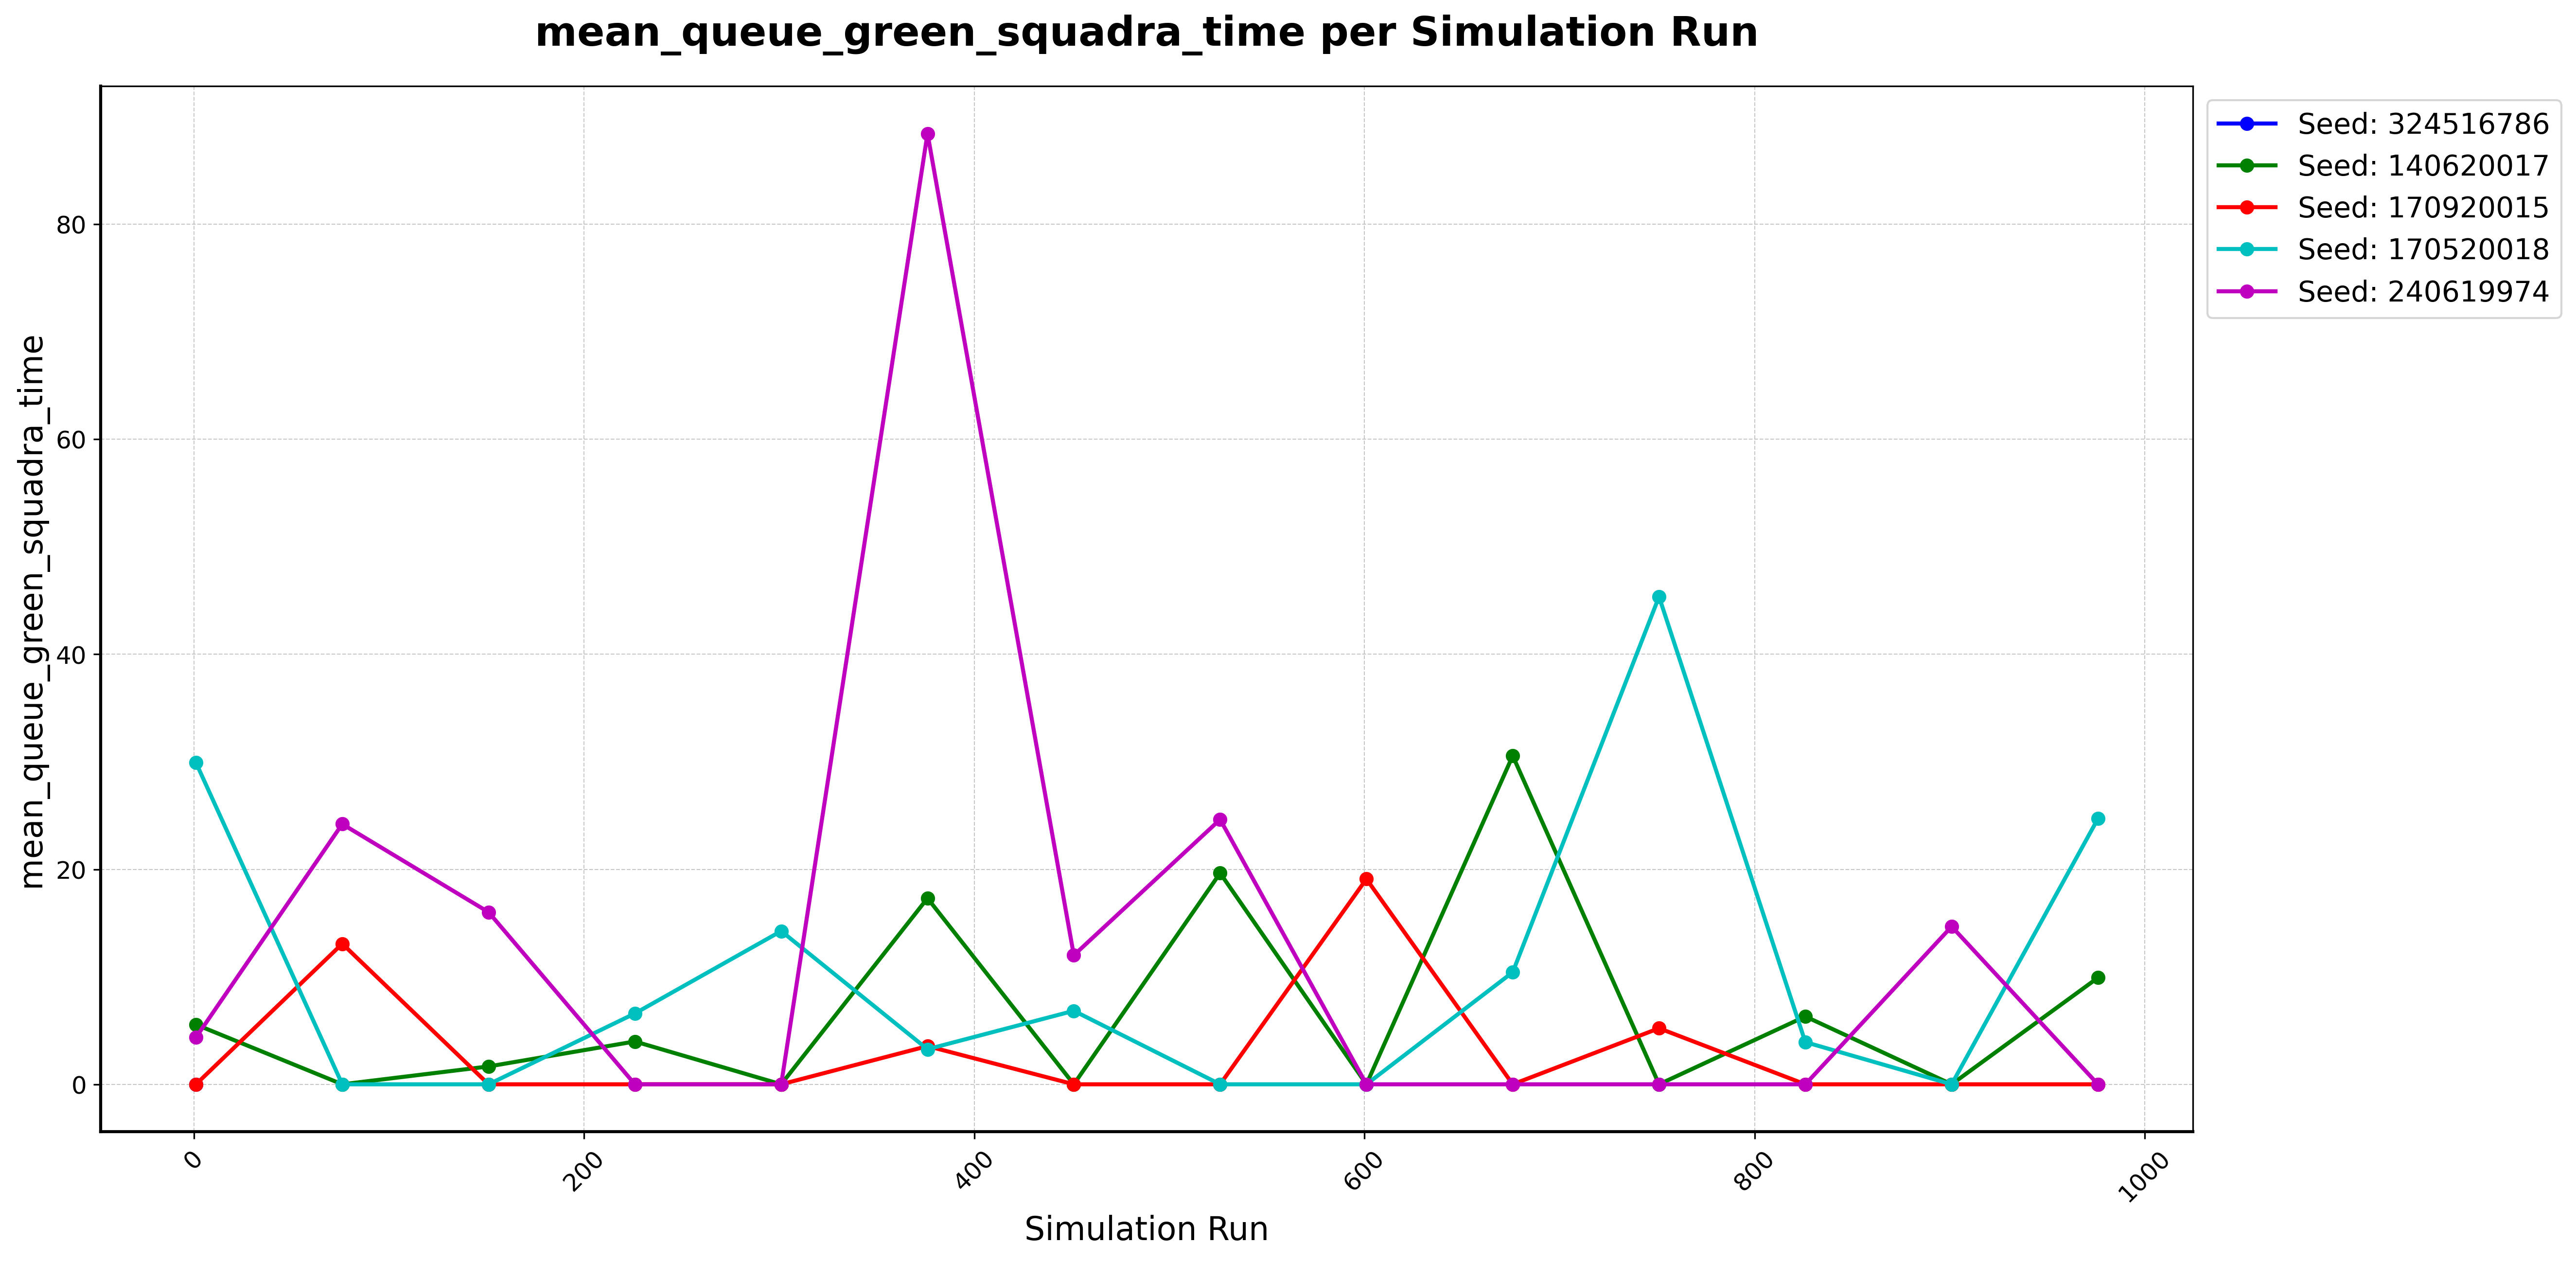 mean_queue_green_squadra_time per Simulation Run
mean_queue_green_squadra_time
80
60
40
20
0
0
200
400
600
800
1000
Simulation Run
Seed: 324516786
Seed: 140620017
Seed: 170920015
Seed: 170520018
Seed: 240619974